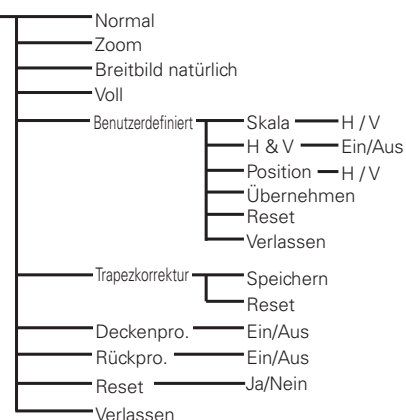 Normal
Zoom
Breitbild natürlich
Voll
Benutzerdefiniert Skala H / V
H & V Ein/Aus
Position H / V
Übernehmen
Reset
Verlassen
Trapezkorrektur Speichern
Reset
Deckenpro. Ein/Aus
Rückpro. Ein/Aus
Reset Ja/Nein
Verlassen